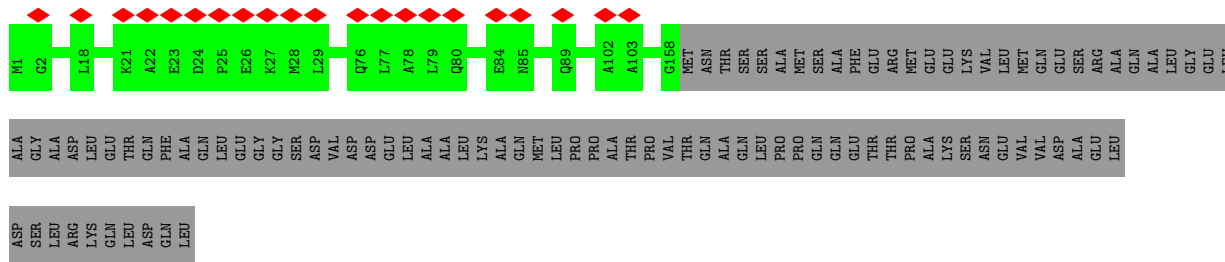 M1 G2 L18 K21 A22 E23 D24 P25 E26 K27 M28 L29 Q76 L77 A78 L79 Q80 E84 N85 Q89 A102 A103 G158 MET ASN THR SER SER ALA MET SER ALA PHE GLU ARG MET GLU GLU LYS VAL LEU MET GLN GLU SER ARG ALA GLN ALA LEU GLY GLU LEU
ALA GLY ALA ASP LEU GLU THR GLN PHE ALA GLN LEU GLU GLY GLY SER ASP VAL ASP ASP GLU LEU ALA ALA LEU LYS ALA GLN MET LEU PRO PRO ALA THR PRO VAL THR GLN ALA GLN LEU PRO PRO GLN GLN GLU THR THR PRO ALA LYS SER ASN GLU VAL VAL ASP ALA GLU LEU
ASP SER LEU ARG LYS GLN LEU ASP GLN LEU